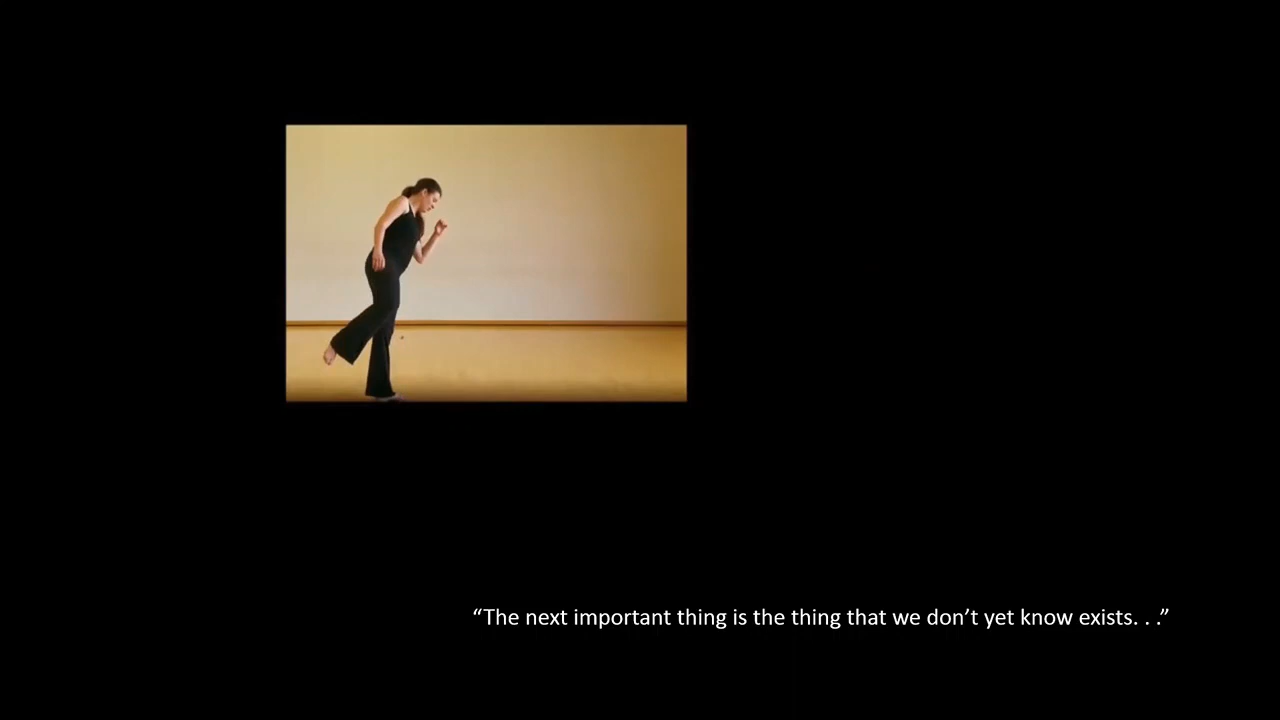 “The next important thing is the thing that we don’t yet know exists. . .”